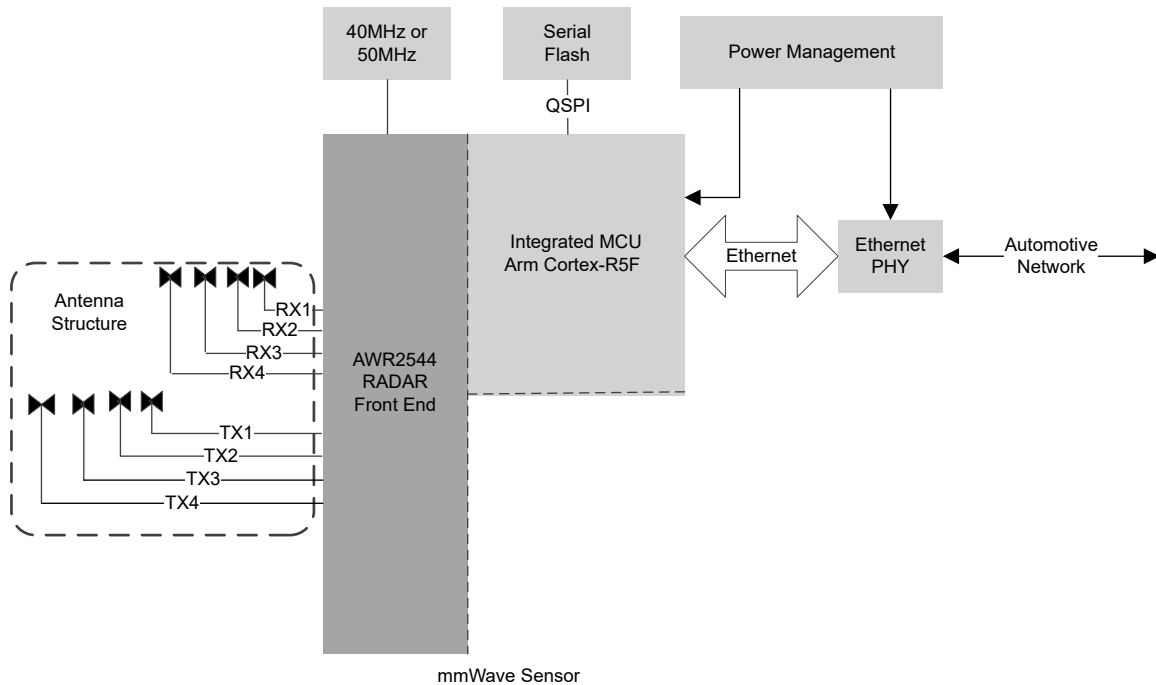 40MHz or
50MHz
Serial
Flash
Power Management
QSPI
Integrated MCU
Arm Cortex-R5F
Ethernet
Ethernet
PHY
Automotive
Network
Antenna
Structure
RX1
RX2
RX3
RX4
AWR2544
RADAR
Front End
TX1
TX2
TX3
TX4
mmWave Sensor